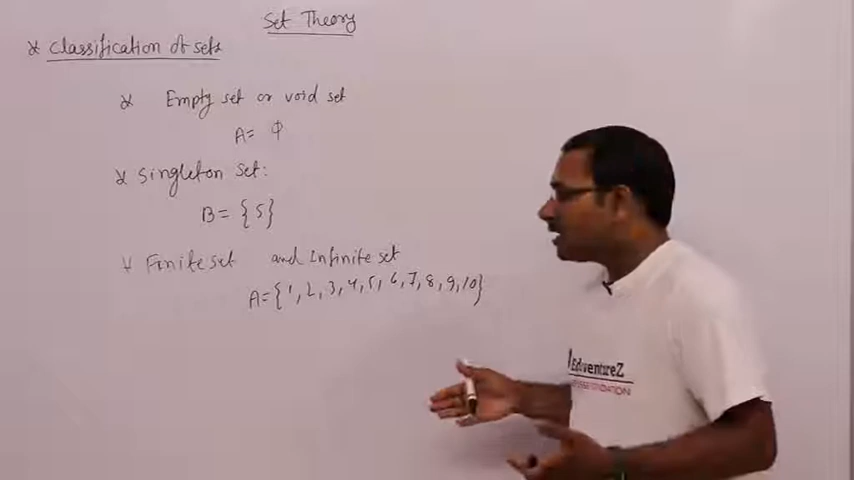 Set Theory
* Classification of sets
* Empty set or void set
A= Φ
* Singleton set:
B= {5}
* Finite set and Infinite set
A={1, 2, 3, 4, 5, 6, 7, 8, 9, 10}
EdventureZ